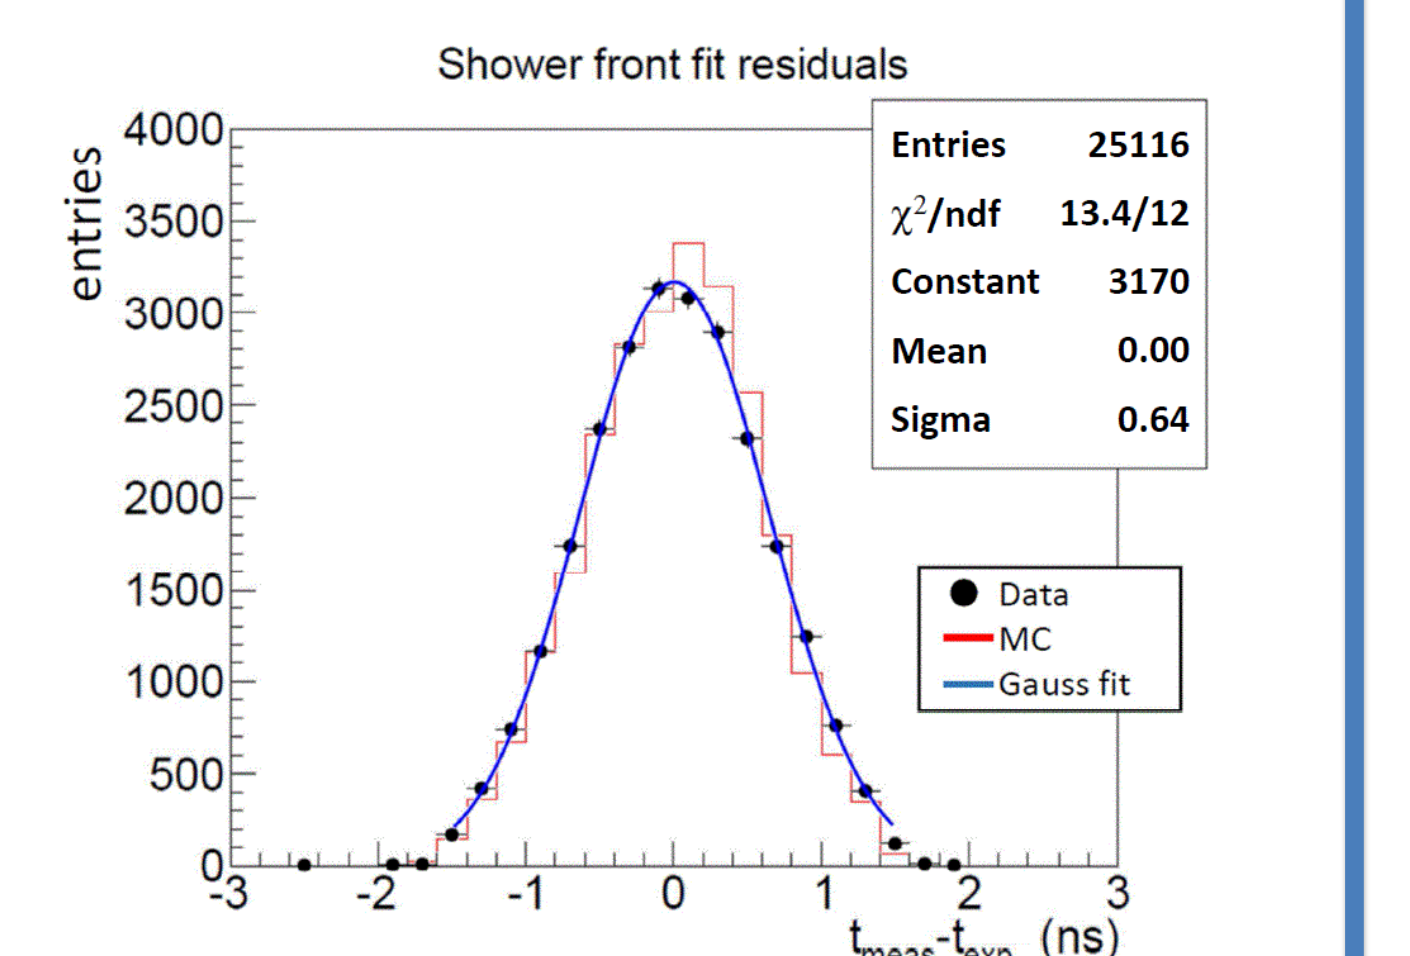 Shower front fit residuals
entries
4000
3500
3000
2500
2000
1500
1000
500
0
-3 -2 -1 0 1 2 3
tmeas-texp (ns)
Entries 25116
χ²/ndf 13.4/12
Constant 3170
Mean 0.00
Sigma 0.64
Data
MC
Gauss fit